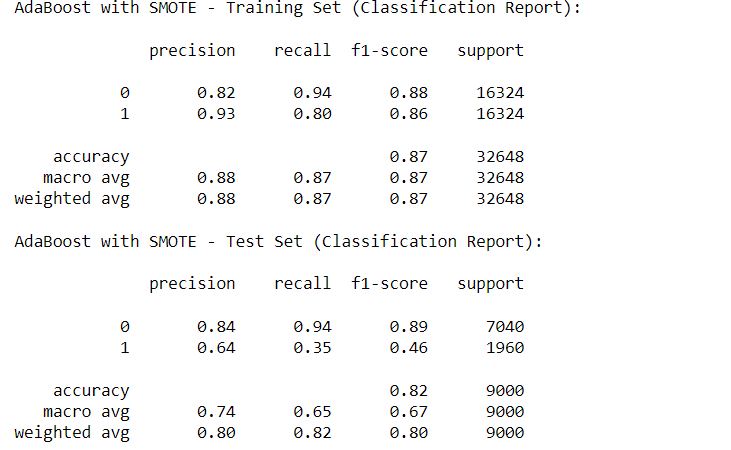 AdaBoost with SMOTE - Training Set (Classification Report):
precision recall f1-score support
0 0.82 0.94 0.88 16324
1 0.93 0.80 0.86 16324
accuracy 0.87 32648
macro avg 0.88 0.87 0.87 32648
weighted avg 0.88 0.87 0.87 32648
AdaBoost with SMOTE - Test Set (Classification Report):
precision recall f1-score support
0 0.84 0.94 0.89 7040
1 0.64 0.35 0.46 1960
accuracy 0.82 9000
macro avg 0.74 0.65 0.67 9000
weighted avg 0.80 0.82 0.80 9000